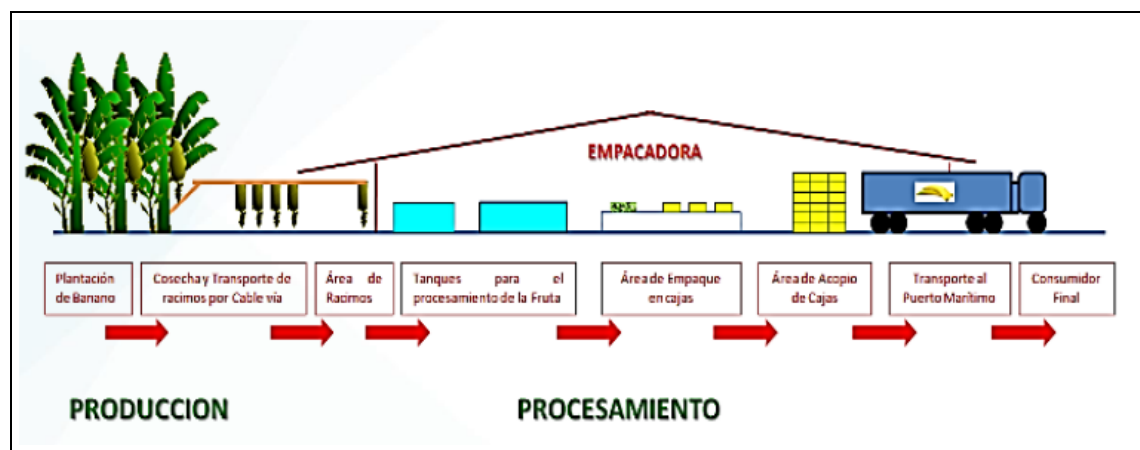 EMPACADORA
Plantación
de Banano
Cosecha y Transporte de
racimos por Cable vía
Área de
Racimos
Tanques para el
procesamiento de la Fruta
Área de Empaque
en cajas
Área de Acopio
de Cajas
Transporte al
Puerto Marítimo
Consumidor
Final
PRODUCCION
PROCESAMIENTO